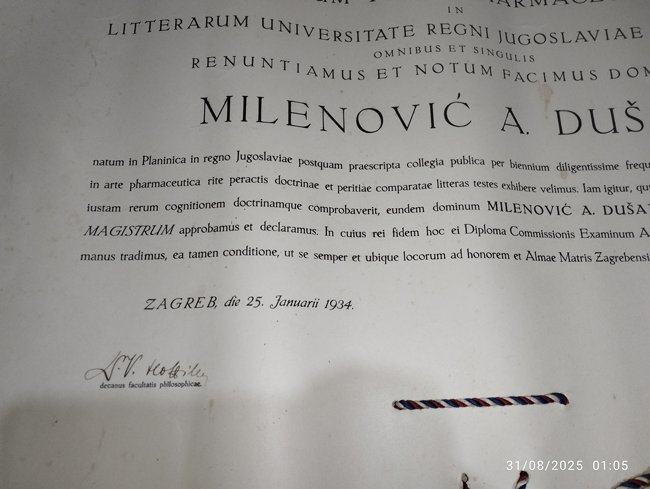 IN
LITTERARUM UNIVERSITATE REGNI JUGOSLAVIAE
OMNIBUS ET SINGULIS
RENUNTIAMUS ET NOTUM FACIMUS
MILENOVIĆ A. DUŠ
natum in Planinica in regno Jugoslaviae postquam praescripta collegia publica per biennium diligentissime frequ
in arte pharmaceutica rite peractis doctrinae et peritiae comparatae litteras testes exhibere velimus. Iam igitur, qu
iustam rerum cognitionem doctrinamque comprobaverit, eundem dominum MILENOVIĆ A. DUŠA
MAGISTRUM approbamus et declaramus. In cuius rei fidem hoc ei Diploma Commissionis Examinum A
manus tradimus, ea tamen conditione, ut se semper et ubique locorum ad honorem et Almae Matris Zagrebensi
ZAGREB, die 25. Januarii 1934.
decanus facultatis philosophicae.
31/08/2025 01:05